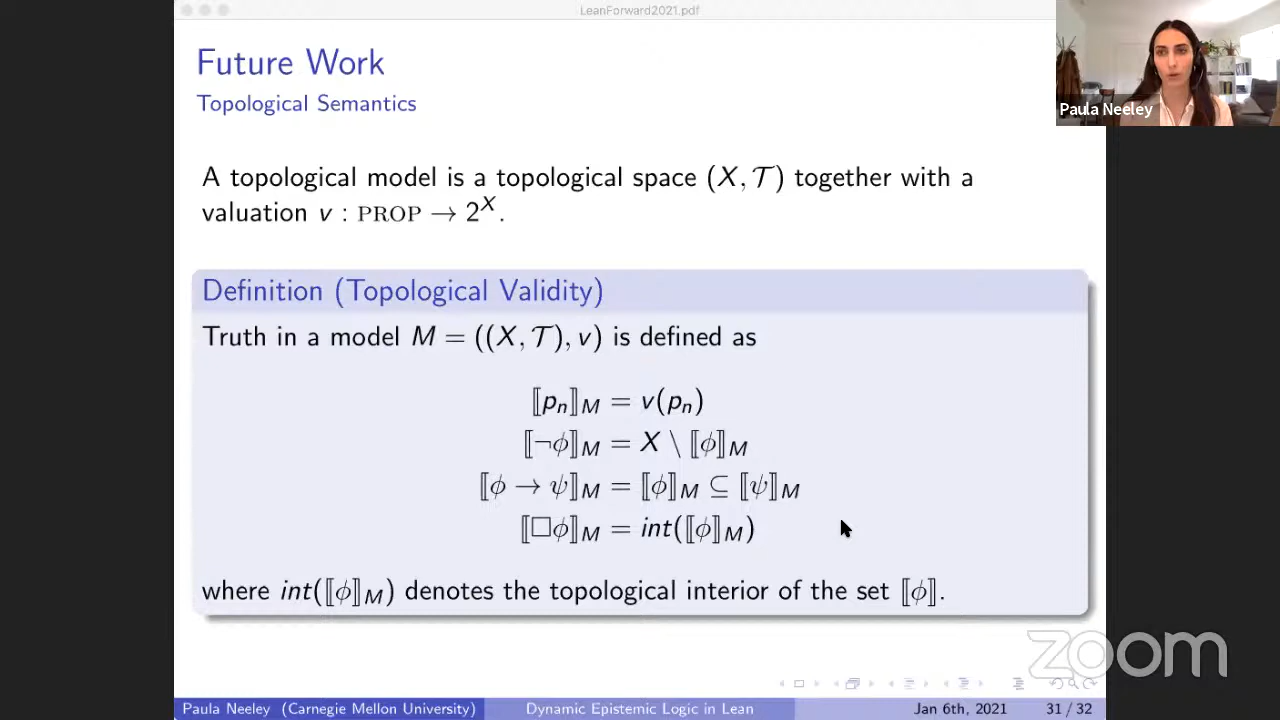 LeanForward2021.pdf
Future Work
Topological Semantics
Paula Neeley
A topological model is a topological space (X, 𝒯) together with a
valuation v : PROP → 2^X.
Definition (Topological Validity)
Truth in a model M = ((X, 𝒯), v) is defined as
⟦pₙ⟧_M = v(pₙ)
⟦¬ϕ⟧_M = X \ ⟦ϕ⟧_M
⟦ϕ → ψ⟧_M = ⟦ϕ⟧_M ⊆ ⟦ψ⟧_M
⟦□ϕ⟧_M = int(⟦ϕ⟧_M)
where int(⟦ϕ⟧_M) denotes the topological interior of the set ⟦ϕ⟧.
zoom
Paula Neeley (Carnegie Mellon University) Dynamic Epistemic Logic in Lean Jan 6th, 2021 31 / 32